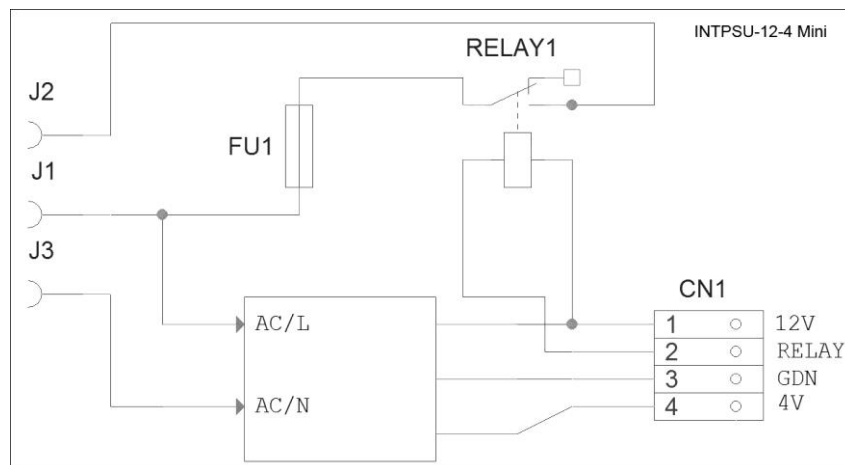 INTPSU-12-4 Mini
RELAY1
J2
FU1
J1
J3
CN1
AC/L
1 12V
2 RELAY
3 GDN
AC/N
4 4V